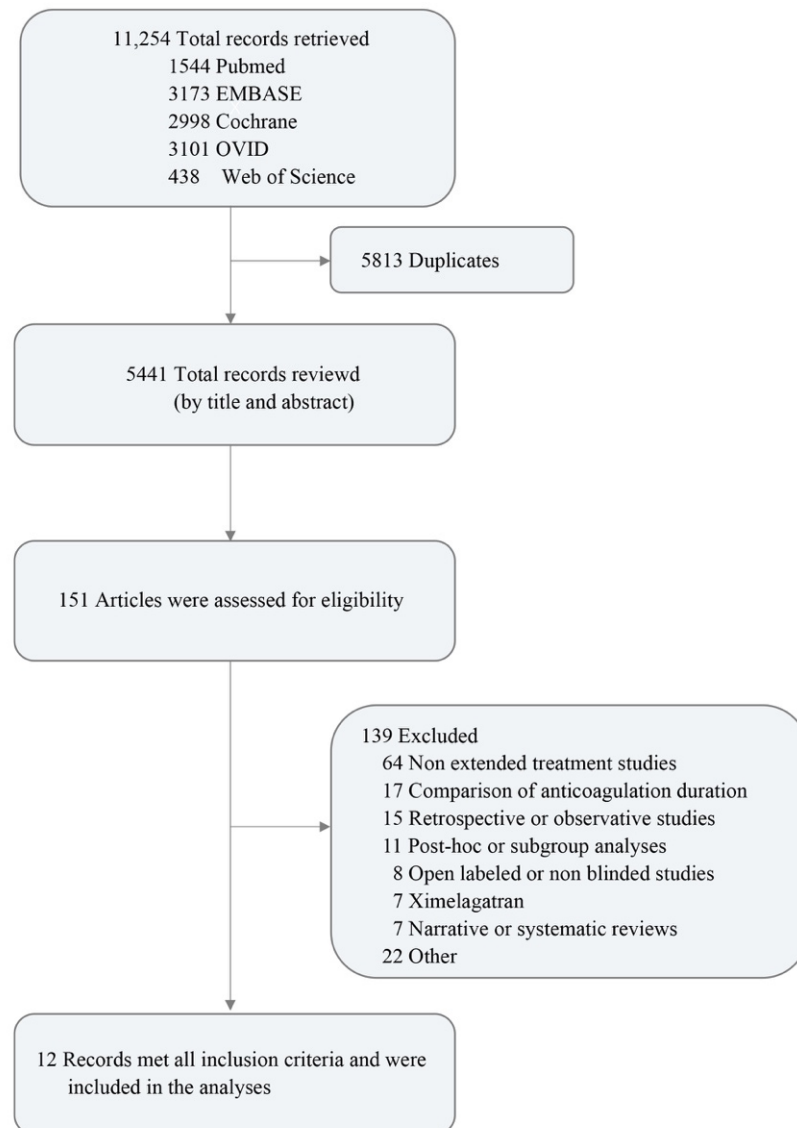 11,254 Total records retrieved
1544 Pubmed
3173 EMBASE
2998 Cochrane
3101 OVID
438 Web of Science
5813 Duplicates
5441 Total records reviewd
(by title and abstract)
151 Articles were assessed for eligibility
139 Excluded
64 Non extended treatment studies
17 Comparison of anticoagulation duration
15 Retrospective or observative studies
11 Post-hoc or subgroup analyses
8 Open labeled or non blinded studies
7 Ximelagatran
7 Narrative or systematic reviews
22 Other
12 Records met all inclusion criteria and were
included in the analyses